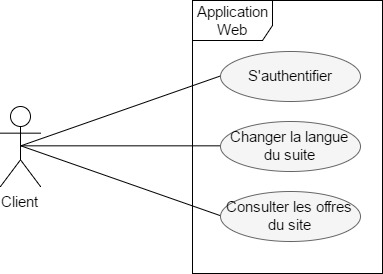 Application
Web
S'authentifier
Changer la langue
du suite
Client
Consulter les offres
du site